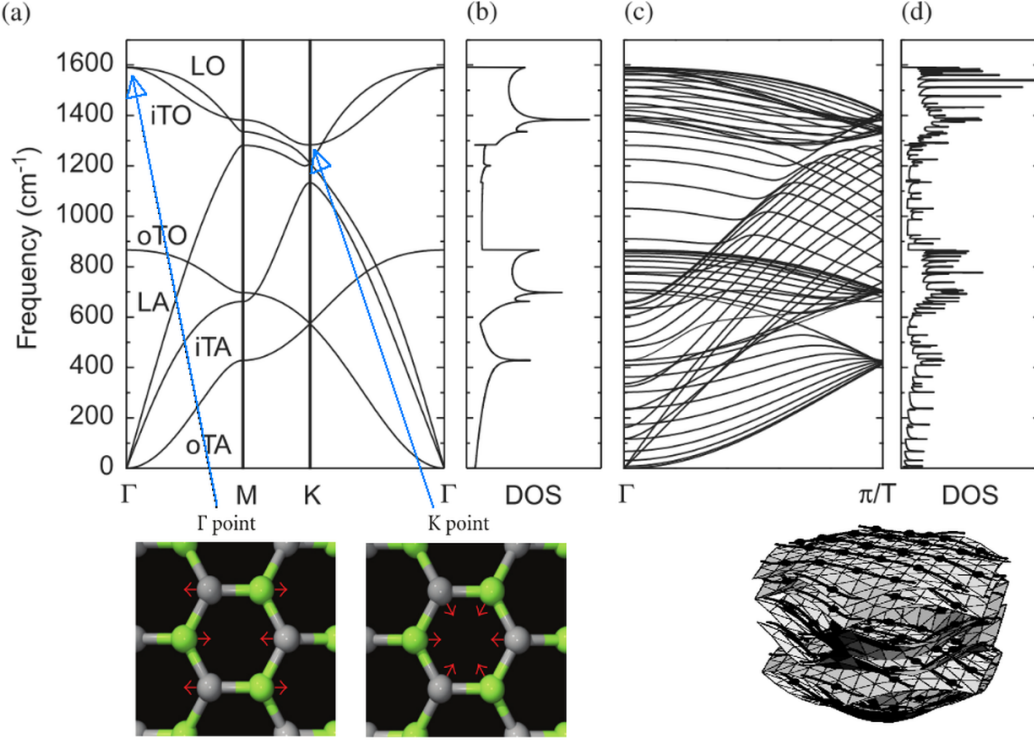 (a)
(b)
(c)
(d)
Frequency (cm⁻¹)
1600
1400
1200
1000
800
600
400
200
0
LO
iTO
oTO
LA
iTA
oTA
Γ M K Γ
DOS
Γ π/T
DOS
Γ point
K point